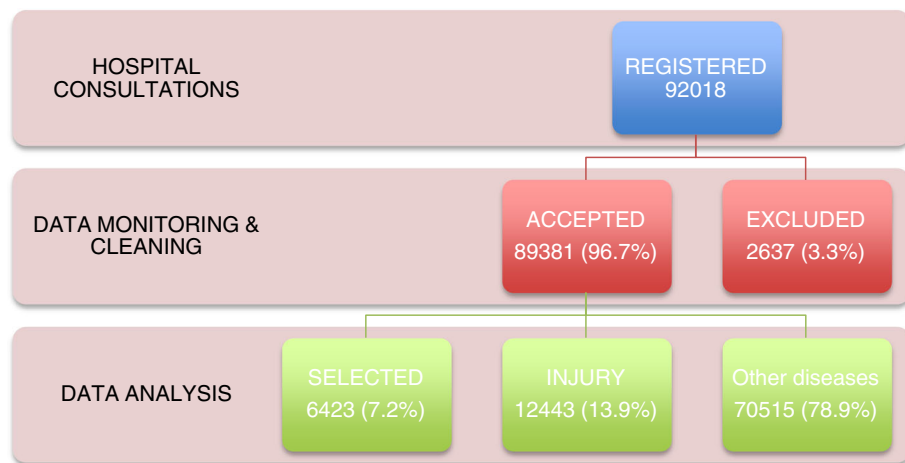 HOSPITAL
CONSULTATIONS
REGISTERED
92018
DATA MONITORING &
CLEANING
ACCEPTED
89381 (96.7%)
EXCLUDED
2637 (3.3%)
DATA ANALYSIS
SELECTED
6423 (7.2%)
INJURY
12443 (13.9%)
Other diseases
70515 (78.9%)